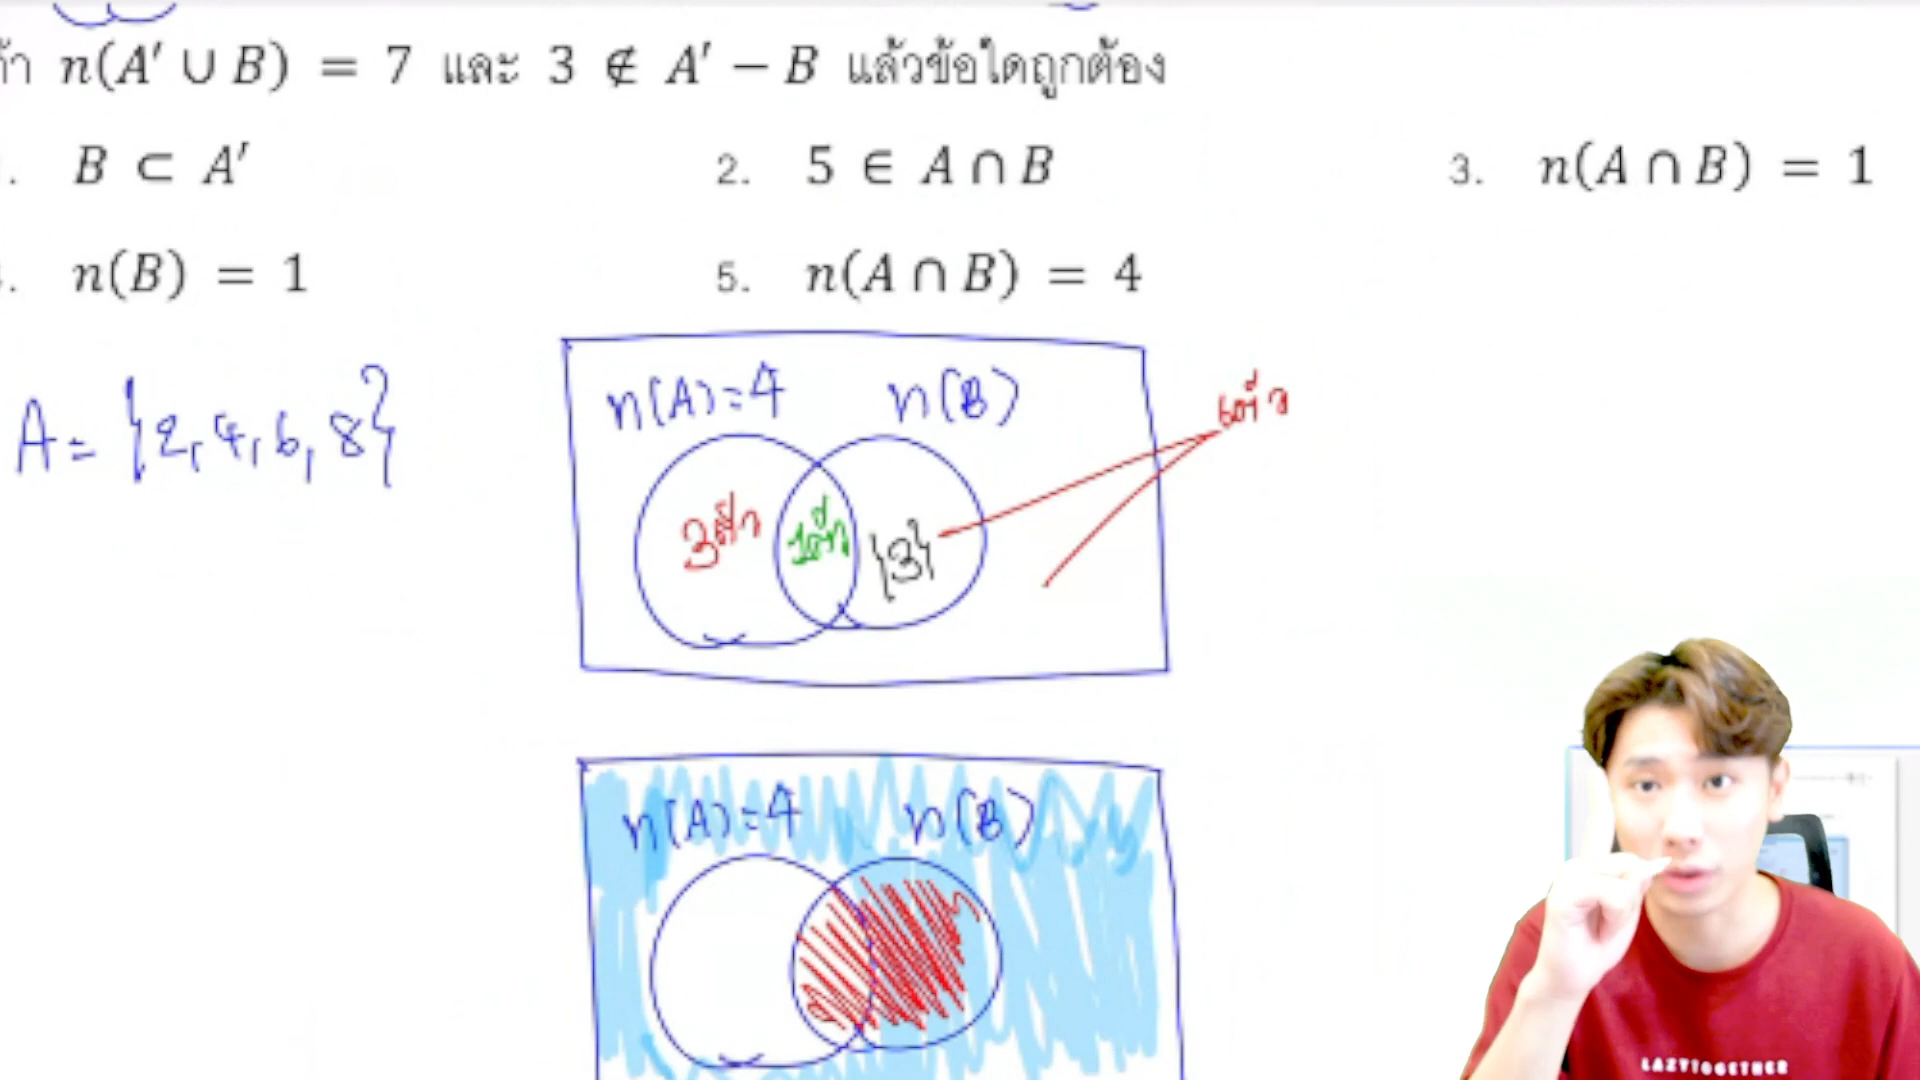 ถ้า n(A′ ∪ B) = 7 และ 3 ∉ A′ − B แล้วข้อใดถูกต้อง
. B ⊂ A′
2. 5 ∈ A ∩ B
3. n(A ∩ B) = 1
. n(B) = 1
5. n(A ∩ B) = 4
A = {2, 4, 6, 8}
n(A) = 4 n(B)
3ตัว 1ตัว {3}
n(A) = 4 n(B)
LAZYTOGETHER